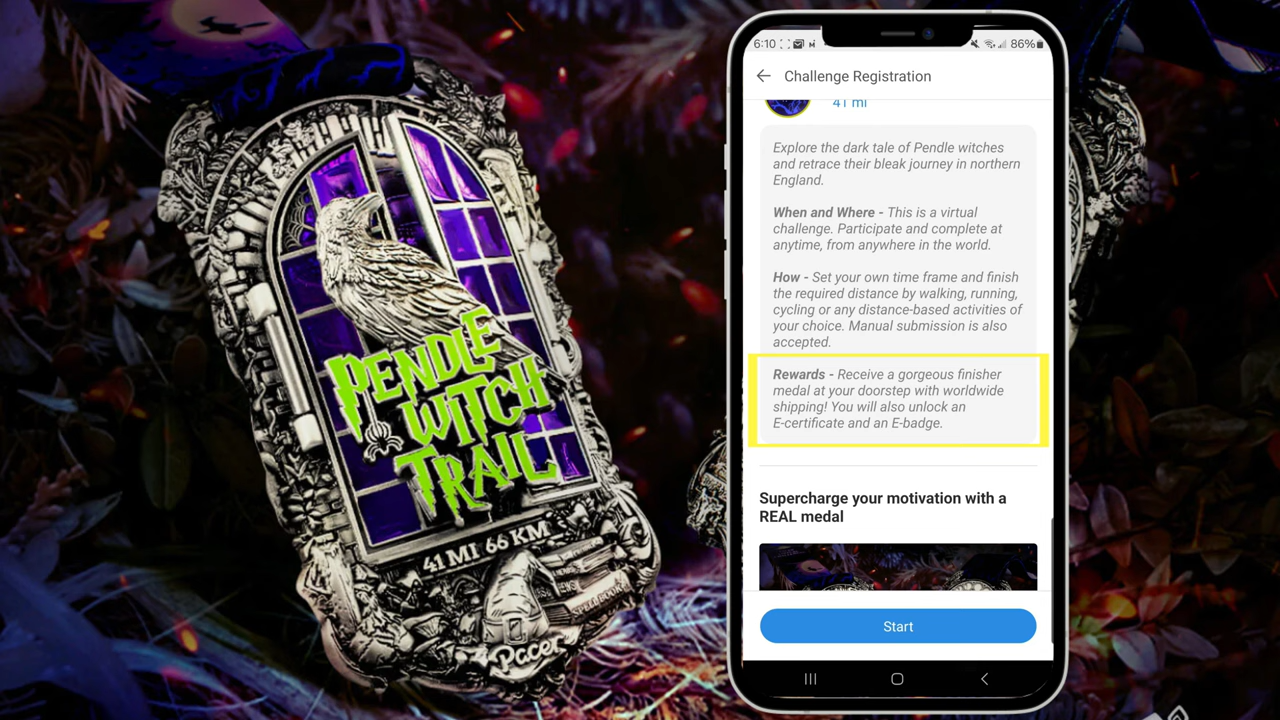 PENDLE
WITCH
TRAIL
41 MI 66 KM
SPELLBOOK
Pacer
6:10
86%
Challenge Registration
41 mi
Explore the dark tale of Pendle witches
and retrace their bleak journey in northern
England.
When and Where - This is a virtual
challenge. Participate and complete at
anytime, from anywhere in the world.
How - Set your own time frame and finish
the required distance by walking, running,
cycling or any distance-based activities of
your choice. Manual submission is also
accepted.
Rewards - Receive a gorgeous finisher
medal at your doorstep with worldwide
shipping! You will also unlock an
E-certificate and an E-badge.
Supercharge your motivation with a
REAL medal
Start